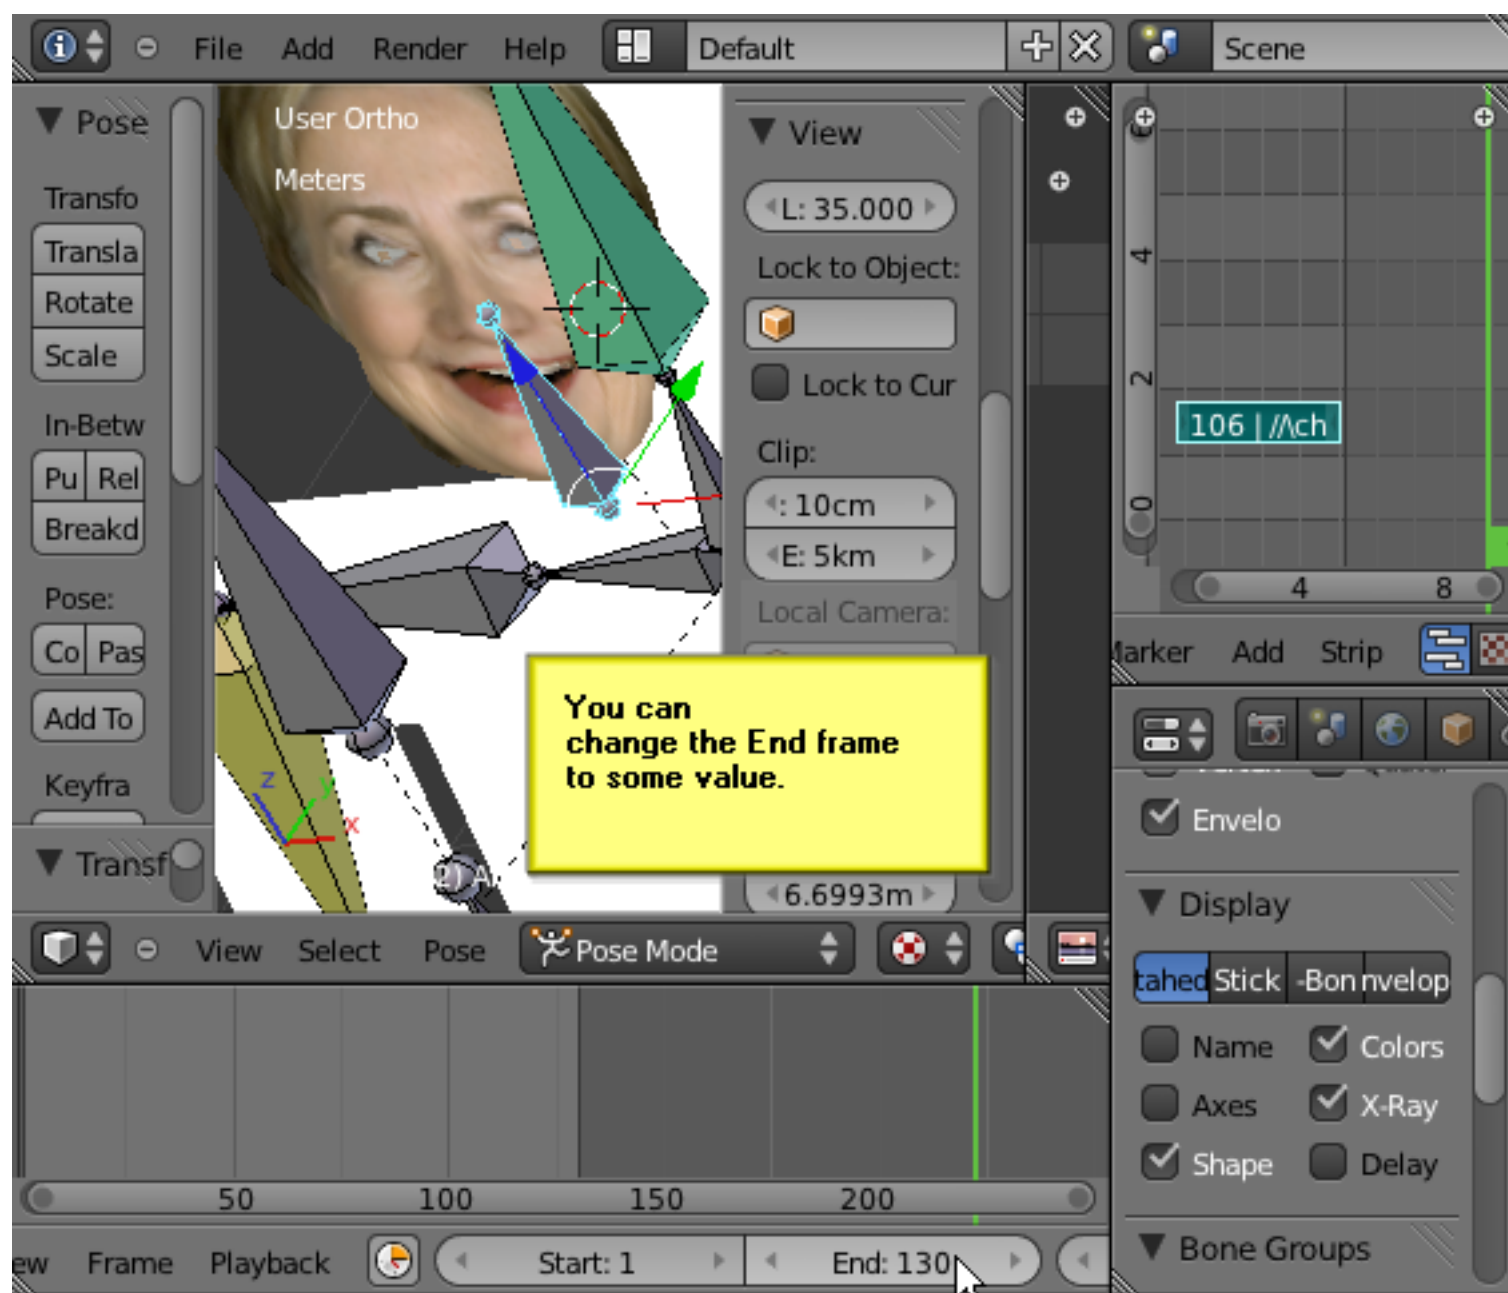 File Add Render Help Default Scene
Pose
Transfo
Transla
Rotate
Scale
In-Betw
Pu Rel
Breakd
Pose:
Co Pas
Add To
Keyfra
Transf
User Ortho
Meters
z y x
View
L: 35.000
Lock to Object:
Lock to Cur
Clip:
: 10cm
E: 5km
Local Camera:
You can
change the End frame
to some value.
6.6993m
View Select Pose Pose Mode
4
2
0
106 |
4 8
Marker Add Strip
Envelo
Display
tahed Stick -Bon nvelop
Name Colors
Axes X-Ray
Shape Delay
Bone Groups
50 100 150 200
ew Frame Playback Start: 1 End: 130